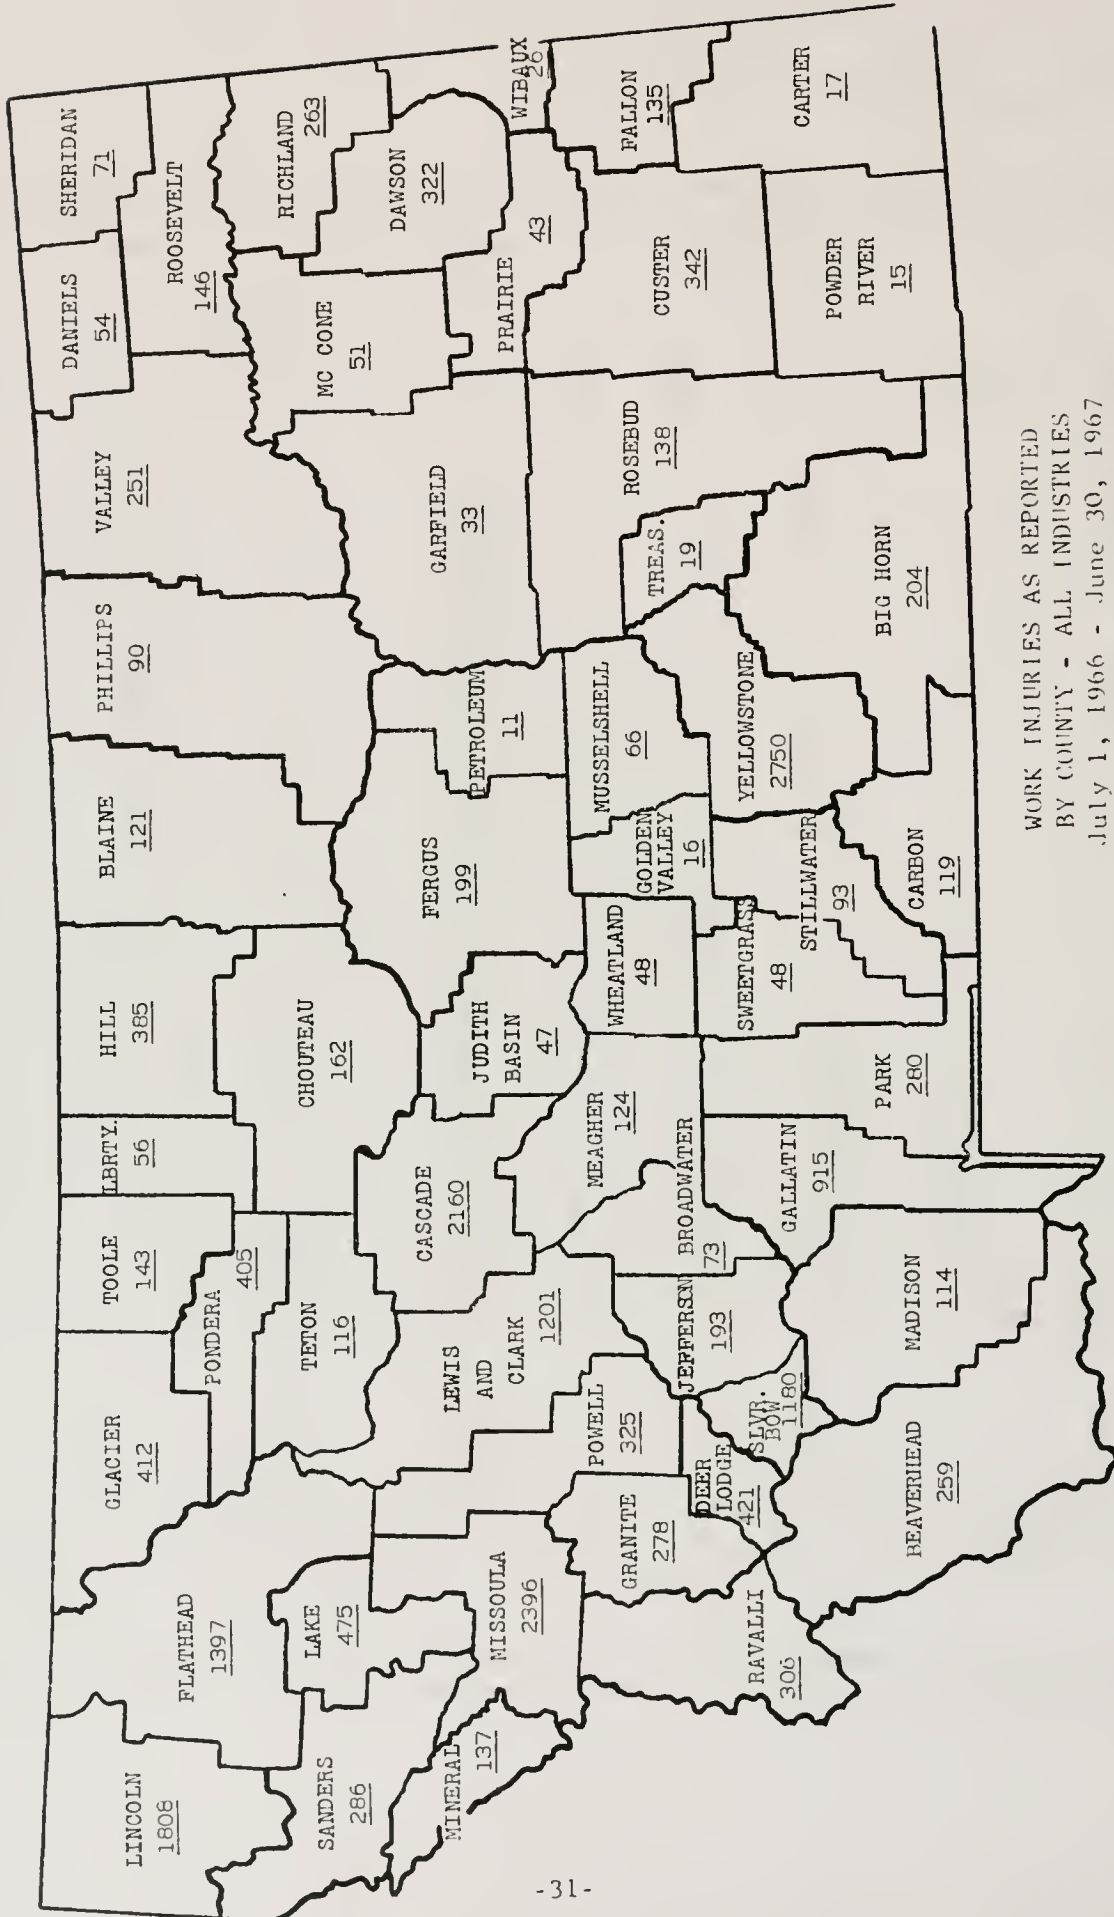 LINCOLN
1808
FLATHEAD
1397
GLACIER
412
TOOLE
143
LBRTY.
56
HILL
385
BLAINE
121
PHILLIPS
90
VALLEY
251
DANIELS
54
SHERIDAN
71
ROOSEVELT
146
PONDERA
405
TETON
116
CHOUTEAU
162
SANDERS
286
LAKE
475
MINERAL
137
MISSOULA
2396
LEWIS
AND
CLARK
1201
CASCADE
2160
JUDITH
BASIN
47
FERGUS
199
PETROLEUM
11
GARFIELD
33
MC CONE
51
RICHLAND
263
DAWSON
322
PRAIRIE
43
WIBAUX
26
POWELL
325
GRANITE
278
DEER
LODGE
421
JEFFERSON
193
SLVR.
BOW
1180
BROADWATER
73
MEAGHER
124
WHEATLAND
48
GOLDEN
VALLEY
16
MUSSELSHELL
66
TREAS.
19
ROSEBUD
138
CUSTER
342
FALLON
135
CARTER
17
POWDER
RIVER
15
RAVALLI
306
BEAVERHEAD
259
MADISON
114
GALLATIN
915
PARK
280
SWEETGRASS
48
STILLWATER
93
YELLOWSTONE
2750
CARBON
119
BIG HORN
204
WORK INJURIES AS REPORTED
BY COUNTY - ALL INDUSTRIES
July 1, 1966 - June 30, 1967
-31-